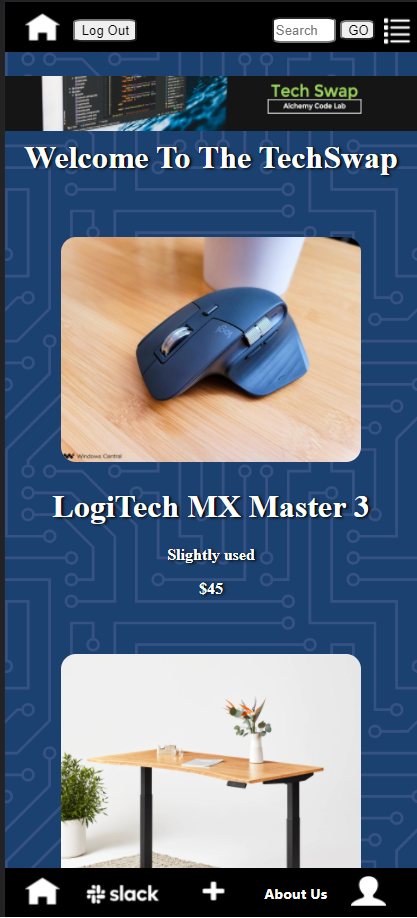 Log Out
Search
GO
Tech Swap
Alchemy Code Lab
Welcome To The TechSwap
logi
Windows Central
LogiTech MX Master 3
Slightly used
$45
slack
About Us